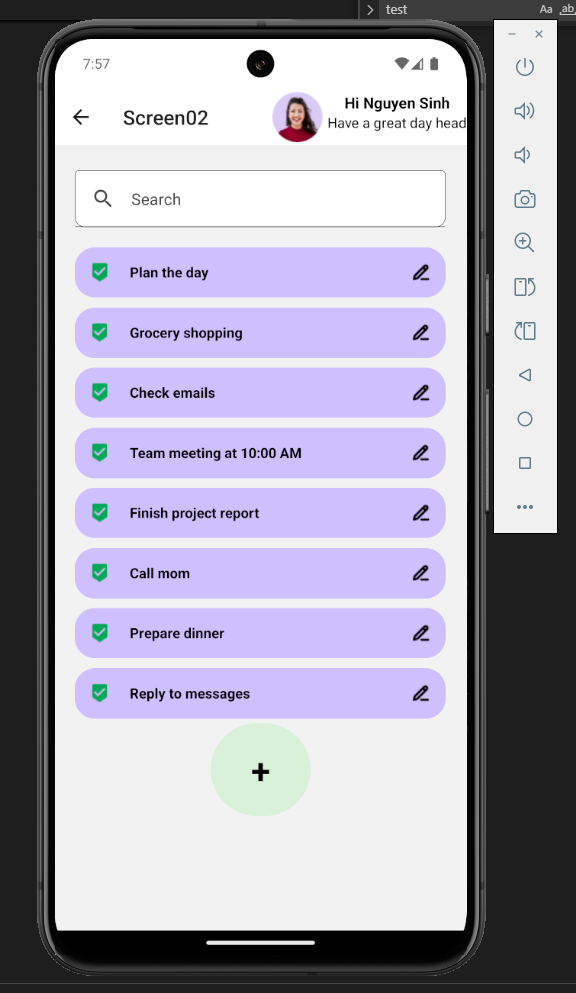 test
Aa
ab
7:57
Hi Nguyen Sinh
Screen02
Have a great day head
Search
Plan the day
Grocery shopping
Check emails
Team meeting at 10:00 AM
Finish project report
Call mom
Prepare dinner
Reply to messages
+